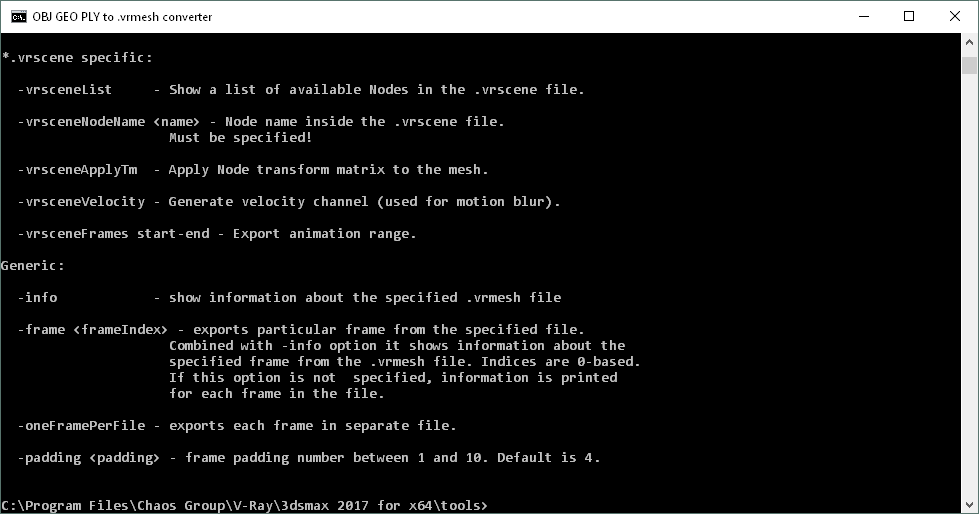 OBJ GEO PLY to .vrmesh converter
*.vrscene specific:
-vrsceneList     - Show a list of available Nodes in the .vrscene file.
-vrsceneNodeName <name> - Node name inside the .vrscene file.
Must be specified!
-vrsceneApplyTm  - Apply Node transform matrix to the mesh.
-vrsceneVelocity - Generate velocity channel (used for motion blur).
-vrsceneFrames start-end - Export animation range.
Generic:
-info            - show information about the specified .vrmesh file
-frame <frameIndex> - exports particular frame from the specified file.
Combined with -info option it shows information about the
specified frame from the .vrmesh file. Indices are 0-based.
If this option is not  specified, information is printed
for each frame in the file.
-oneFramePerFile - exports each frame in separate file.
-padding <padding> - frame padding number between 1 and 10. Default is 4.
C:\Program Files\Chaos Group\V-Ray\3dsmax 2017 for x64\tools>